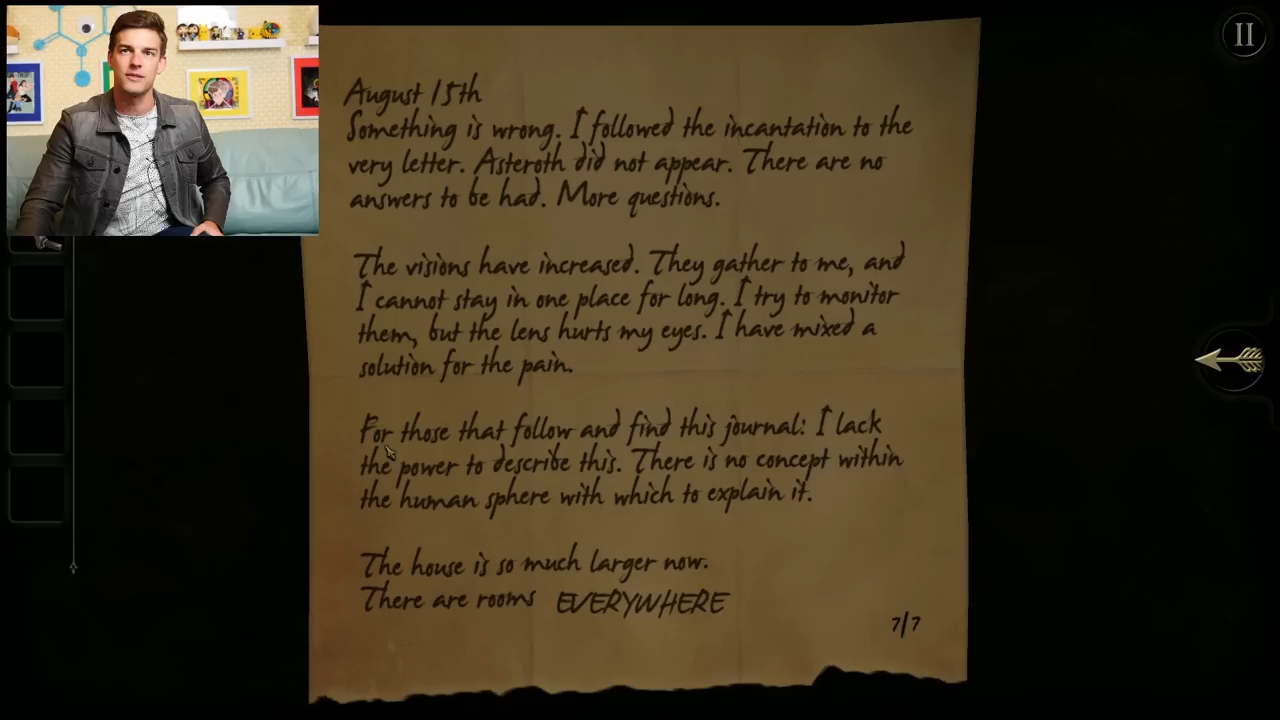 II
August 15th
Something is wrong. I followed the incantation to the
very letter. Asteroth did not appear. There are no
answers to be had. More questions.
The visions have increased. They gather to me, and
I cannot stay in one place for long. I try to monitor
them, but the lens hurts my eyes. I have mixed a
solution for the pain.
For those that follow and find this journal: I lack
the power to describe this. There is no concept within
the human sphere with which to explain it.
The house is so much larger now.
There are rooms EVERYWHERE
7/7